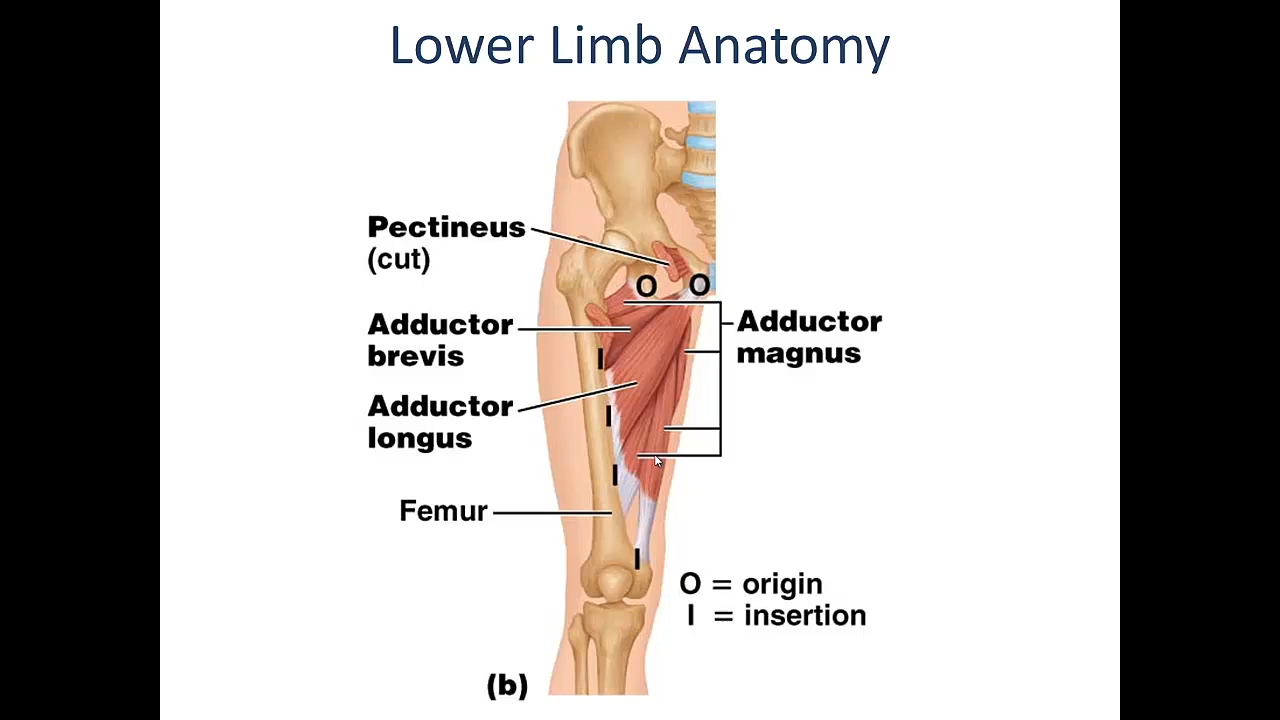 Lower Limb Anatomy
Pectineus
(cut)
O O
Adductor
brevis
Adductor
magnus
I
Adductor
longus
I
I
Femur
I
O = origin
I = insertion
(b)